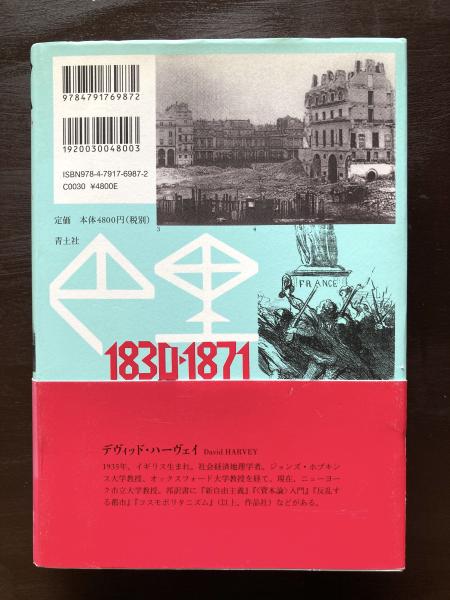 9784791769872
1920030048003
ISBN978-4-7917-6987-2
C0030 ¥4800E
定価 本体4800円(税別)
青土社
3
4
FRANCE
1830-1871
デヴィッド・ハーヴェイ David HARVEY
1935年、イギリス生まれ。社会経済地理学者。ジョンズ・ホプキン
ス大学教授、オックスフォード大学教授を経て、現在、ニューヨー
ク市立大学教授。邦訳書に『新自由主義』『〈資本論〉入門』『反乱す
る都市』『コスモポリタニズム』(以上、作品社)などがある。